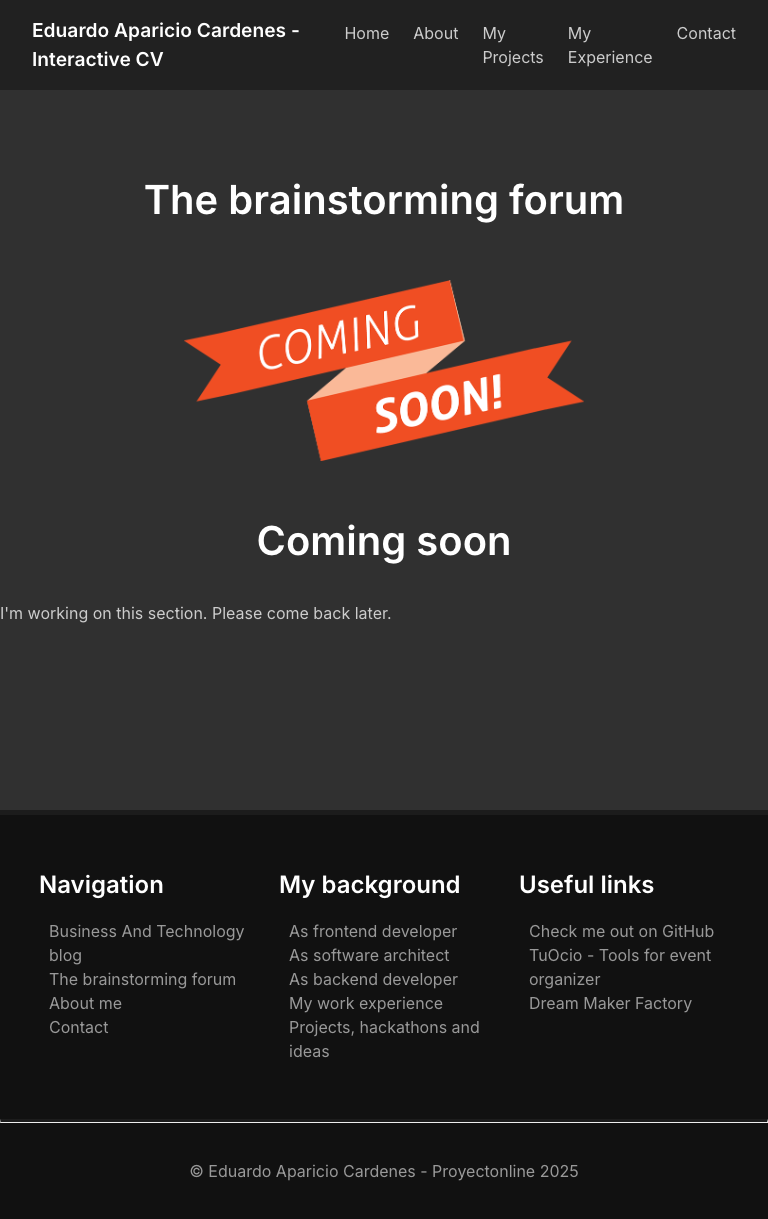 Eduardo Aparicio Cardenes -
Interactive CV
Home
About
My
Projects
My
Experience
Contact
The brainstorming forum
COMING
SOON!
Coming soon
I'm working on this section. Please come back later.
Navigation
Business And Technology
blog
The brainstorming forum
About me
Contact
My background
As frontend developer
As software architect
As backend developer
My work experience
Projects, hackathons and
ideas
Useful links
Check me out on GitHub
TuOcio - Tools for event
organizer
Dream Maker Factory
© Eduardo Aparicio Cardenes - Proyectonline 2025